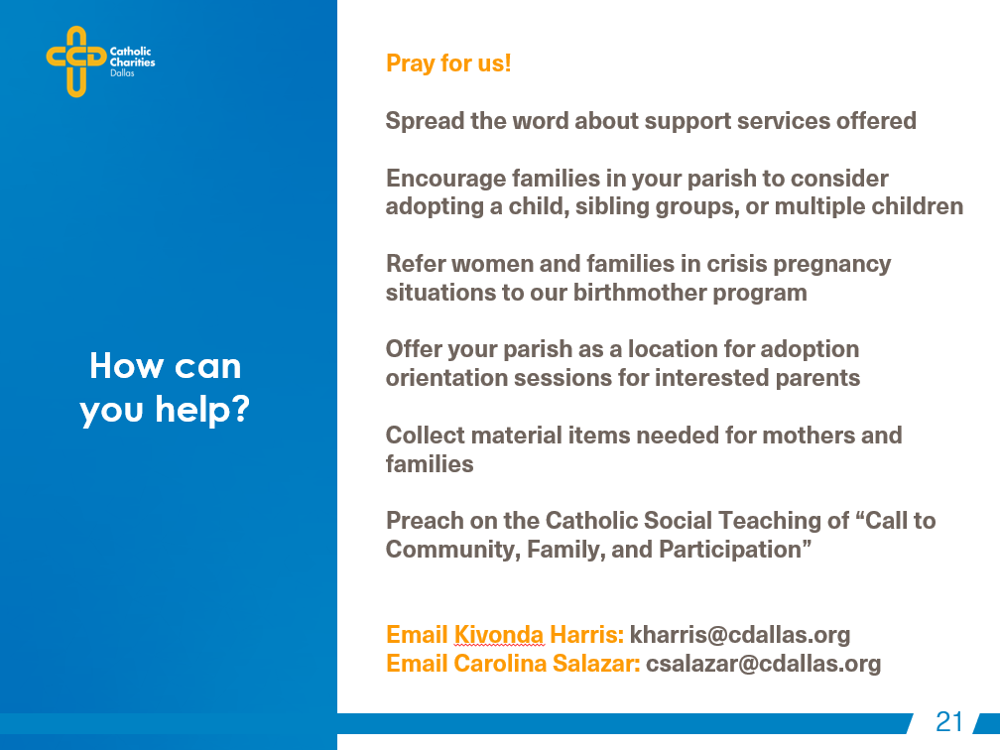 CCD
Catholic
Charities
Dallas
How can
you help?
Pray for us!
Spread the word about support services offered
Encourage families in your parish to consider
adopting a child, sibling groups, or multiple children
Refer women and families in crisis pregnancy
situations to our birthmother program
Offer your parish as a location for adoption
orientation sessions for interested parents
Collect material items needed for mothers and
families
Preach on the Catholic Social Teaching of “Call to
Community, Family, and Participation”
Email Kivonda Harris: kharris@cdallas.org
Email Carolina Salazar: csalazar@cdallas.org
21